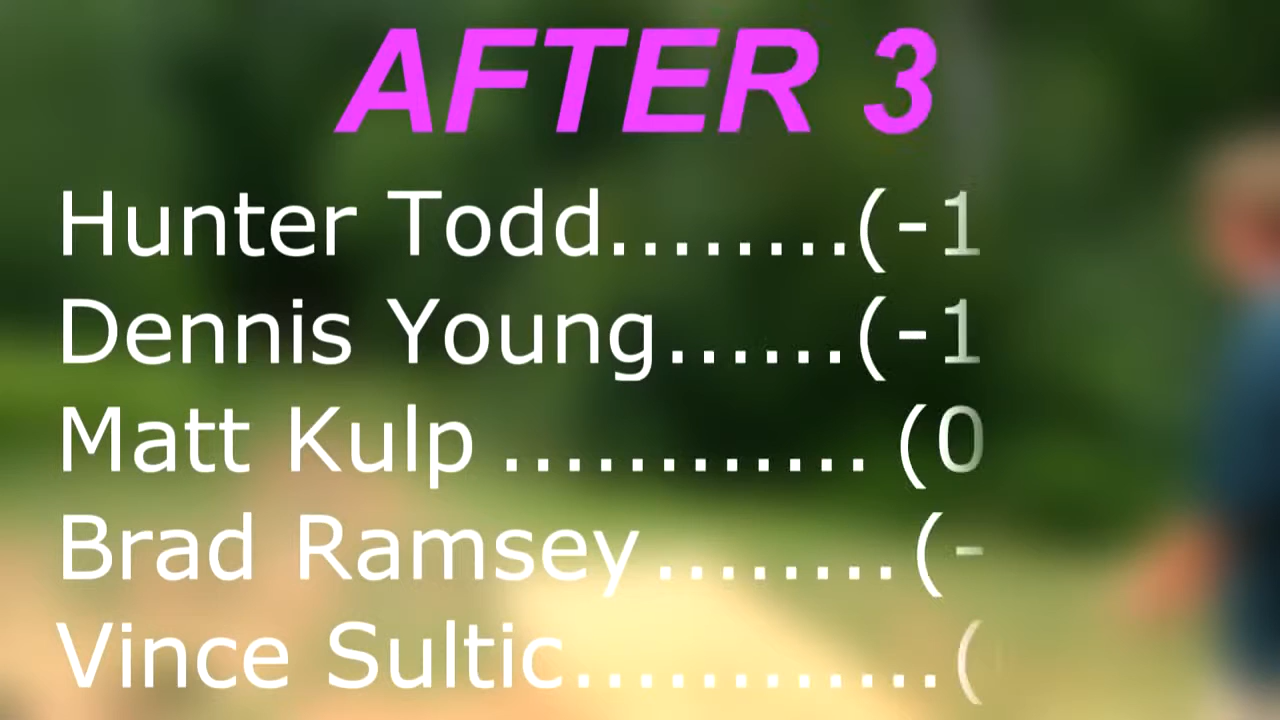 AFTER 3
Hunter Todd........(-1
Dennis Young......(-1
Matt Kulp ............ (0
Brad Ramsey ........(-
Vince Sultic............(